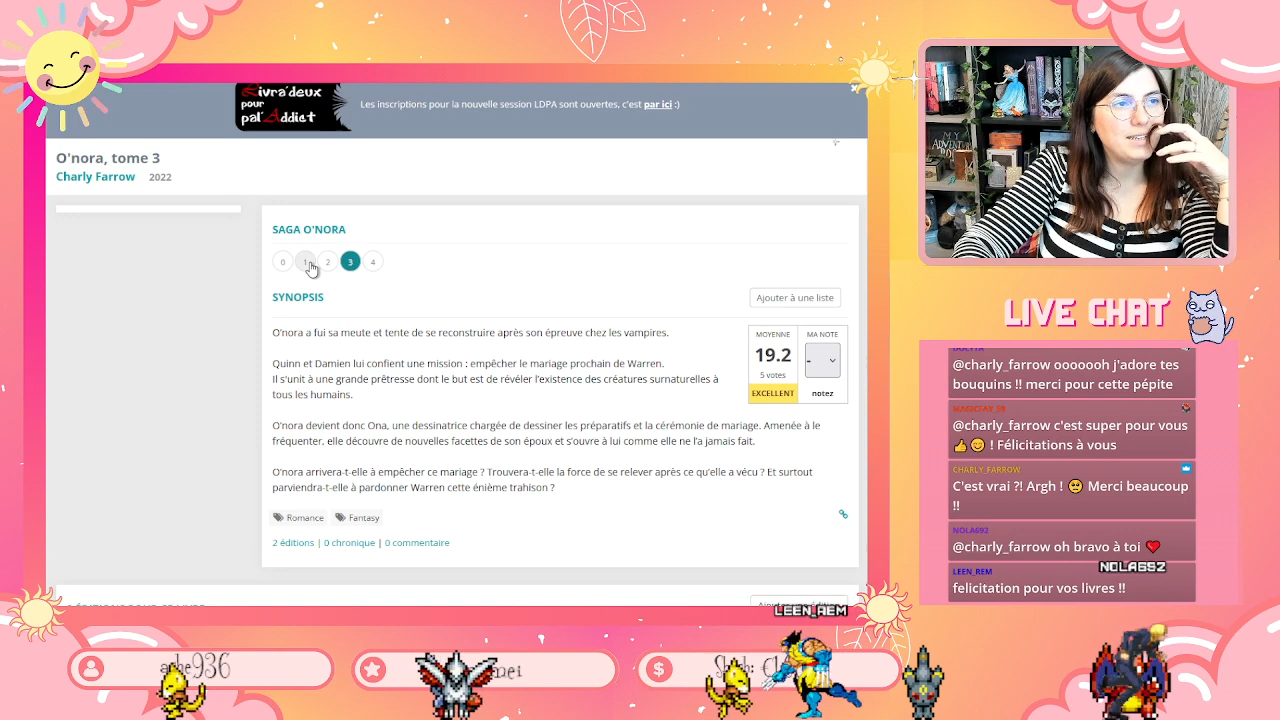 Livra'deux
pour
pal'Addict
Les inscriptions pour la nouvelle session LDPA sont ouvertes, c'est par ici :)
O'nora, tome 3
Charly Farrow 2022
SAGA O'NORA
0 1 2 3 4
SYNOPSIS
Ajouter à une liste
O'nora a fui sa meute et tente de se reconstruire après son épreuve chez les vampires.
Quinn et Damien lui confient une mission : empêcher le mariage prochain de Warren.
Il s'unit à une grande prêtresse dont le but est de révéler l'existence des créatures surnaturelles à
tous les humains.
O'nora devient donc Ona, une dessinatrice chargée de dessiner les préparatifs et la cérémonie de mariage. Amenée à le
fréquenter, elle découvre de nouvelles facettes de son époux et s'ouvre à lui comme elle ne l'a jamais fait.
O'nora arrivera-t-elle à empêcher ce mariage ? Trouvera-t-elle la force de se relever après ce qu'elle a vécu ? Et surtout
parviendra-t-elle à pardonner Warren cette énième trahison ?
MOYENNE
19.2
5 votes
EXCELLENT
MA NOTE
-
notez
Romance Fantasy
2 éditions | 0 chronique | 0 commentaire
MY
ADVENTURE
LIVE CHAT
@charly_farrow ooooooh j'adore tes
bouquins !! merci pour cette pépite
@charly_farrow c'est super pour vous
👍😊 ! Félicitations à vous
CHARLY_FARROW
C'est vrai ?! Argh ! 🥺 Merci beaucoup
!!
NOLA692
@charly_farrow oh bravo à toi ❤
NOLA692
LEEN_REM
felicitation pour vos livres !!
LEEN_REM